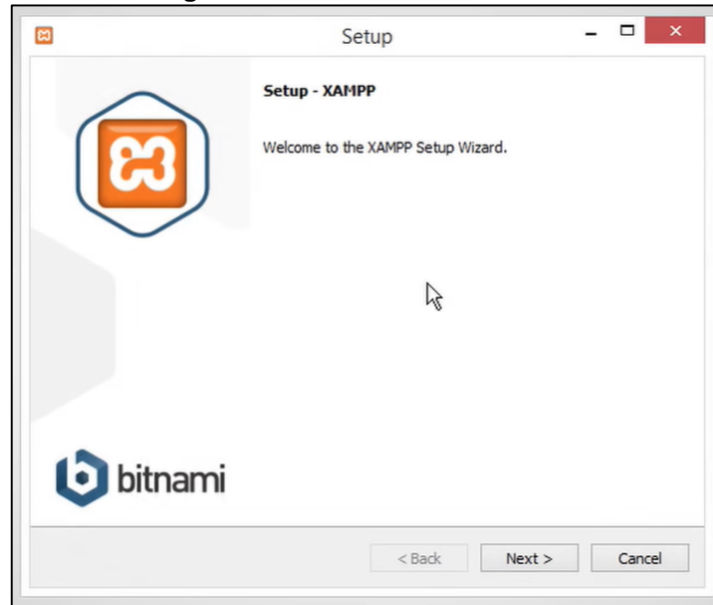 Setup
Setup - XAMPP
Welcome to the XAMPP Setup Wizard.
bitnami
< Back Next > Cancel